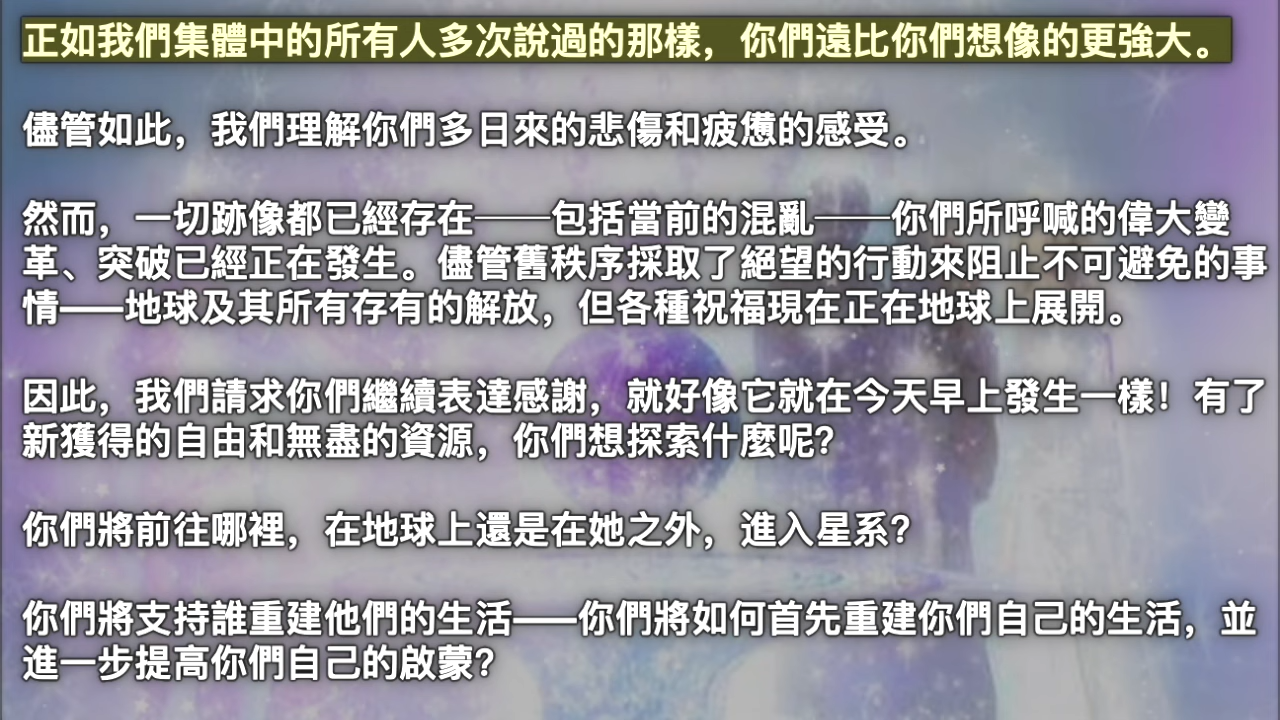 正如我們集體中的所有人多次說過的那樣，你們遠比你們想像的更強大。
儘管如此，我們理解你們多日來的悲傷和疲憊的感受。
然而，一切跡像都已經存在——包括當前的混亂——你們所呼喊的偉大變
革、突破已經正在發生。儘管舊秩序採取了絕望的行動來阻止不可避免的事
情——地球及其所有存有的解放，但各種祝福現在正在地球上展開。
因此，我們請求你們繼續表達感謝，就好像它就在今天早上發生一樣！有了
新獲得的自由和無盡的資源，你們想探索什麼呢？
你們將前往哪裡，在地球上還是在她之外，進入星系？
你們將支持誰重建他們的生活——你們將如何首先重建你們自己的生活，並
進一步提高你們自己的啟蒙？